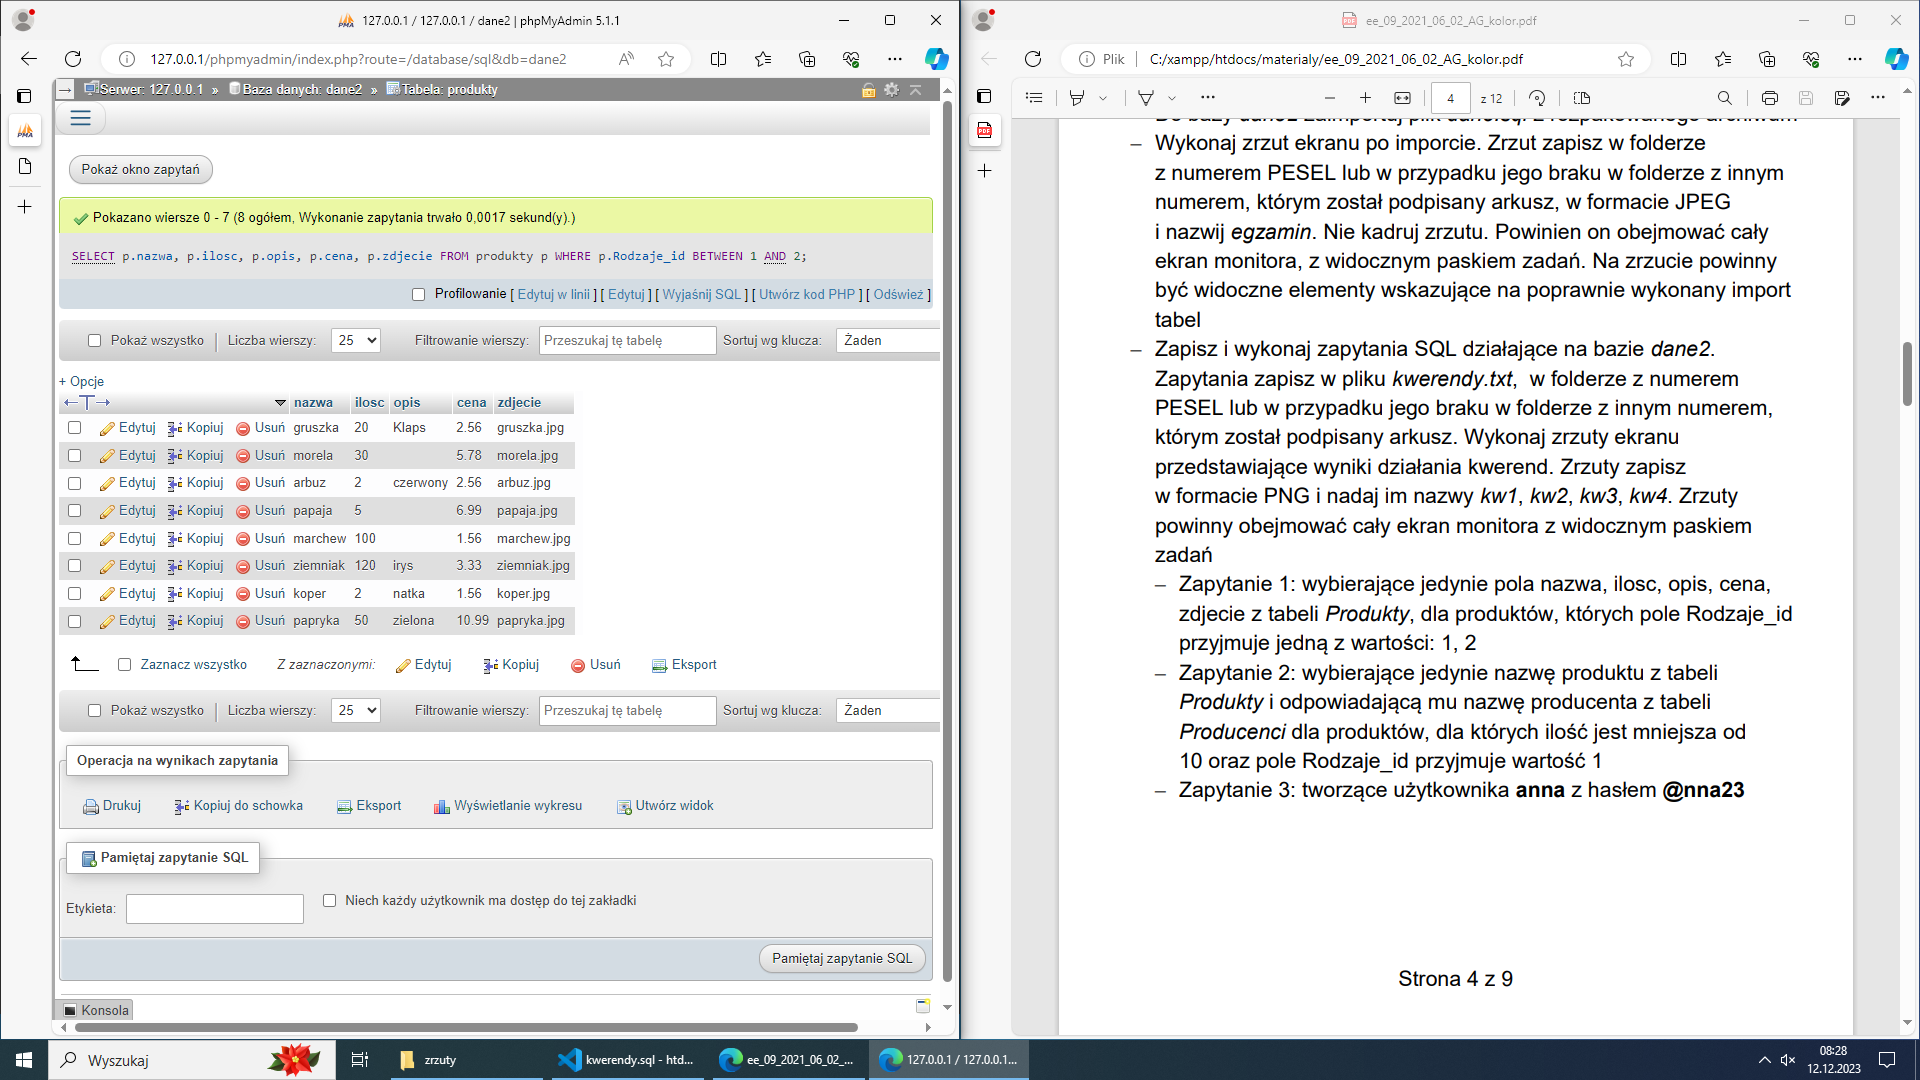 127.0.0.1 / 127.0.0.1 / dane2 | phpMyAdmin 5.1.1
127.0.0.1/phpmyadmin/index.php?route=/database/sql&db=dane2
Serwer: 127.0.0.1 » Baza danych: dane2 » Tabela: produkty
Pokaż okno zapytań
Pokazano wiersze 0 - 7 (8 ogółem, Wykonanie zapytania trwało 0,0017 sekund(y).)
SELECT p.nazwa, p.ilosc, p.opis, p.cena, p.zdjecie FROM produkty p WHERE p.Rodzaje_id BETWEEN 1 AND 2;
Profilowanie [ Edytuj w linii ] [ Edytuj ] [ Wyjaśnij SQL ] [ Utwórz kod PHP ] [ Odśwież ]
Pokaż wszystko | Liczba wierszy: 25 Filtrowanie wierszy: Przeszukaj tę tabelę Sortuj wg klucza: Żaden
+ Opcje
←T→ nazwa ilosc opis cena zdjecie
Edytuj Kopiuj Usuń gruszka 20 Klaps 2.56 gruszka.jpg
Edytuj Kopiuj Usuń morela 30 5.78 morela.jpg
Edytuj Kopiuj Usuń arbuz 2 czerwony 2.56 arbuz.jpg
Edytuj Kopiuj Usuń papaja 5 6.99 papaja.jpg
Edytuj Kopiuj Usuń marchew 100 1.56 marchew.jpg
Edytuj Kopiuj Usuń ziemniak 120 irys 3.33 ziemniak.jpg
Edytuj Kopiuj Usuń koper 2 natka 1.56 koper.jpg
Edytuj Kopiuj Usuń papryka 50 zielona 10.99 papryka.jpg
Zaznacz wszystko Z zaznaczonymi: Edytuj Kopiuj Usuń Eksport
Pokaż wszystko | Liczba wierszy: 25 Filtrowanie wierszy: Przeszukaj tę tabelę Sortuj wg klucza: Żaden
Operacja na wynikach zapytania
Drukuj Kopiuj do schowka Eksport Wyświetlanie wykresu Utwórz widok
Pamiętaj zapytanie SQL
Etykieta: Niech każdy użytkownik ma dostęp do tej zakładki
Pamiętaj zapytanie SQL
Konsola
ee_09_2021_06_02_AG_kolor.pdf
Plik C:/xampp/htdocs/materialy/ee_09_2021_06_02_AG_kolor.pdf
4 z 12
– Wykonaj zrzut ekranu po imporcie. Zrzut zapisz w folderze
z numerem PESEL lub w przypadku jego braku w folderze z innym
numerem, którym został podpisany arkusz, w formacie JPEG
i nazwij egzamin. Nie kadruj zrzutu. Powinien on obejmować cały
ekran monitora, z widocznym paskiem zadań. Na zrzucie powinny
być widoczne elementy wskazujące na poprawnie wykonany import
tabel
– Zapisz i wykonaj zapytania SQL działające na bazie dane2.
Zapytania zapisz w pliku kwerendy.txt, w folderze z numerem
PESEL lub w przypadku jego braku w folderze z innym numerem,
którym został podpisany arkusz. Wykonaj zrzuty ekranu
przedstawiające wyniki działania kwerend. Zrzuty zapisz
w formacie PNG i nadaj im nazwy kw1, kw2, kw3, kw4. Zrzuty
powinny obejmować cały ekran monitora z widocznym paskiem
zadań
– Zapytanie 1: wybierające jedynie pola nazwa, ilosc, opis, cena,
zdjecie z tabeli Produkty, dla produktów, których pole Rodzaje_id
przyjmuje jedną z wartości: 1, 2
– Zapytanie 2: wybierające jedynie nazwę produktu z tabeli
Produkty i odpowiadającą mu nazwę producenta z tabeli
Producenci dla produktów, dla których ilość jest mniejsza od
10 oraz pole Rodzaje_id przyjmuje wartość 1
– Zapytanie 3: tworzące użytkownika anna z hasłem @nna23
Strona 4 z 9
Wyszukaj
zrzuty
kwerendy.sql - htd...
ee_09_2021_06_02_...
127.0.0.1 / 127.0.0.1...
08:28
12.12.2023